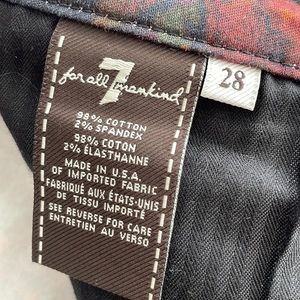 7
for all mankind
28
98% COTTON
2% SPANDEX
98% COTON
2% ÉLASTHANNE
MADE IN U.S.A.
OF IMPORTED FABRIC
FABRIQUÉ AUX ÉTATS-UNIS
DE TISSU IMPORTÉ
SEE REVERSE FOR CARE
ENTRETIEN AU VERSO